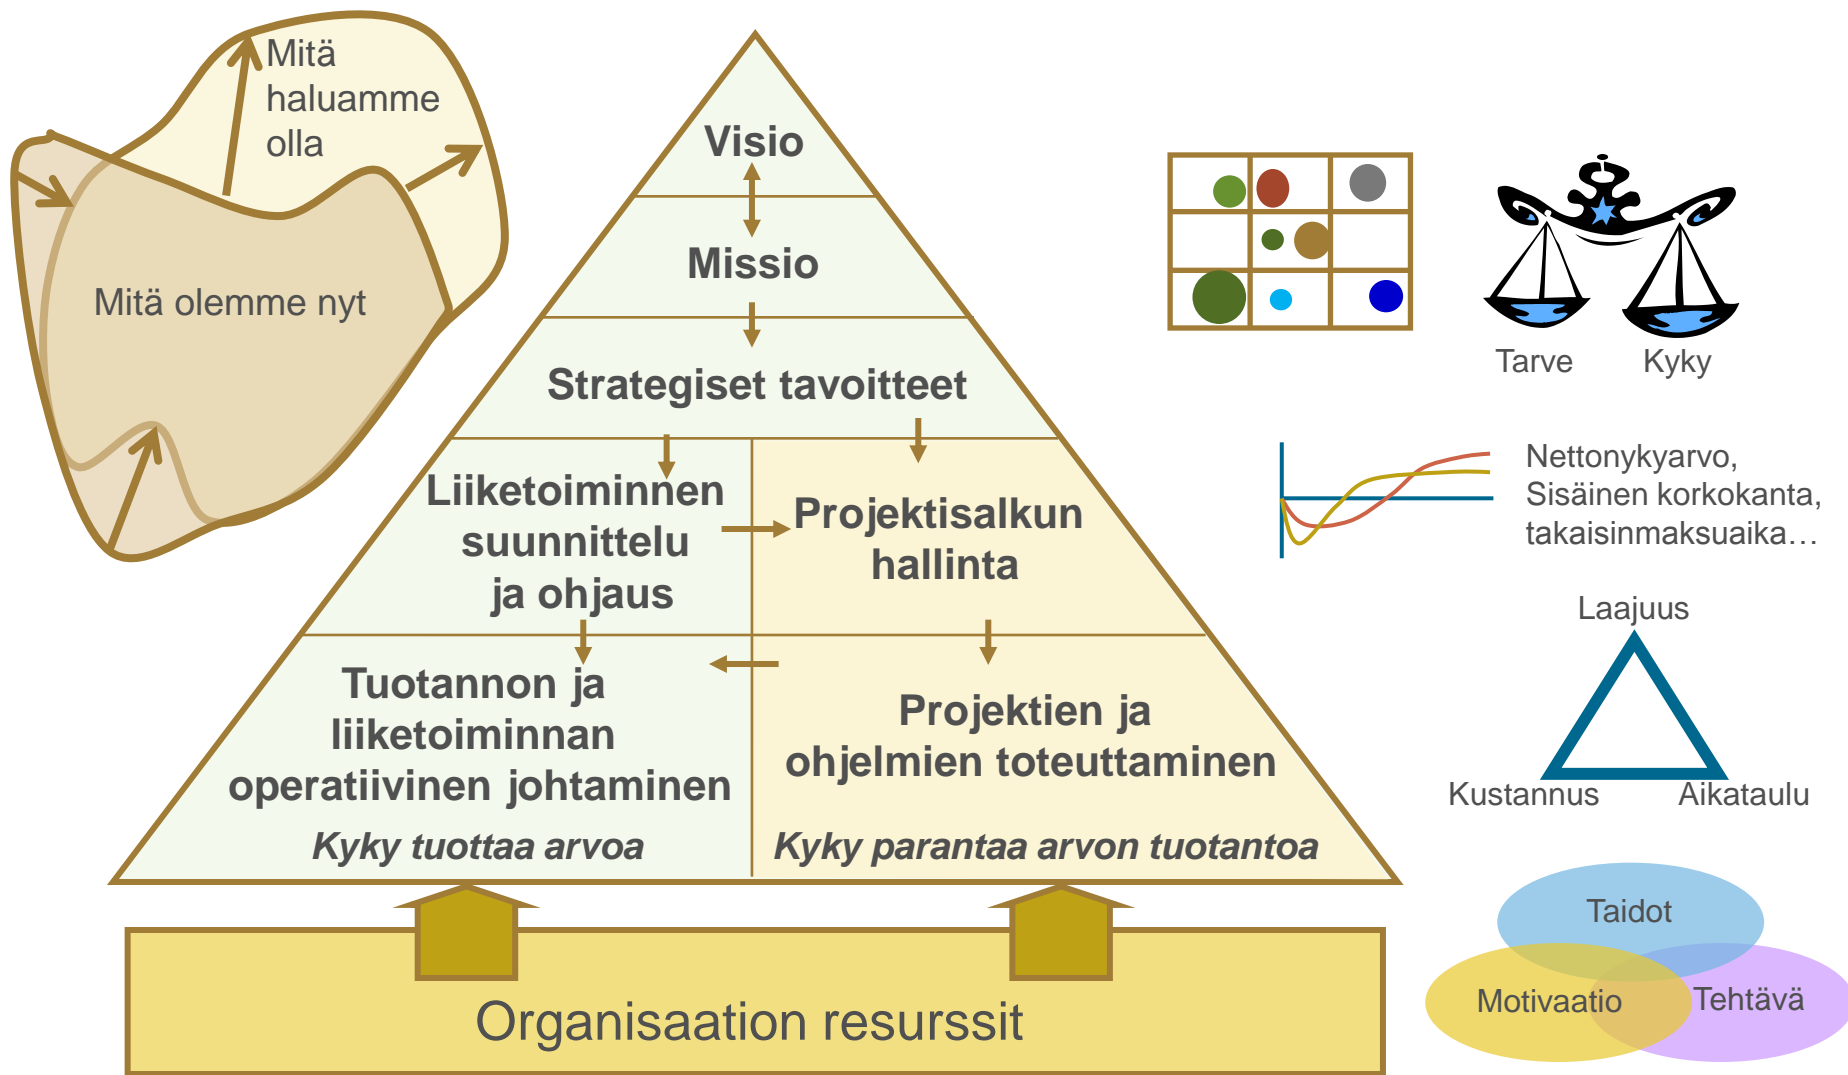 Mitä
haluamme
olla
Mitä olemme nyt
Visio
Missio
Strategiset tavoitteet
Liiketoiminnen
suunnittelu
ja ohjaus
Projektisalkun
hallinta
Tuotannon ja
liiketoiminnan
operatiivinen johtaminen
Kyky tuottaa arvoa
Projektien ja
ohjelmien toteuttaminen
Kyky parantaa arvon tuotantoa
Organisaation resurssit
Tarve
Kyky
Nettonykyarvo,
Sisäinen korkokanta,
takaisinmaksuaika…
Laajuus
Kustannus
Aikataulu
Taidot
Motivaatio
Tehtävä